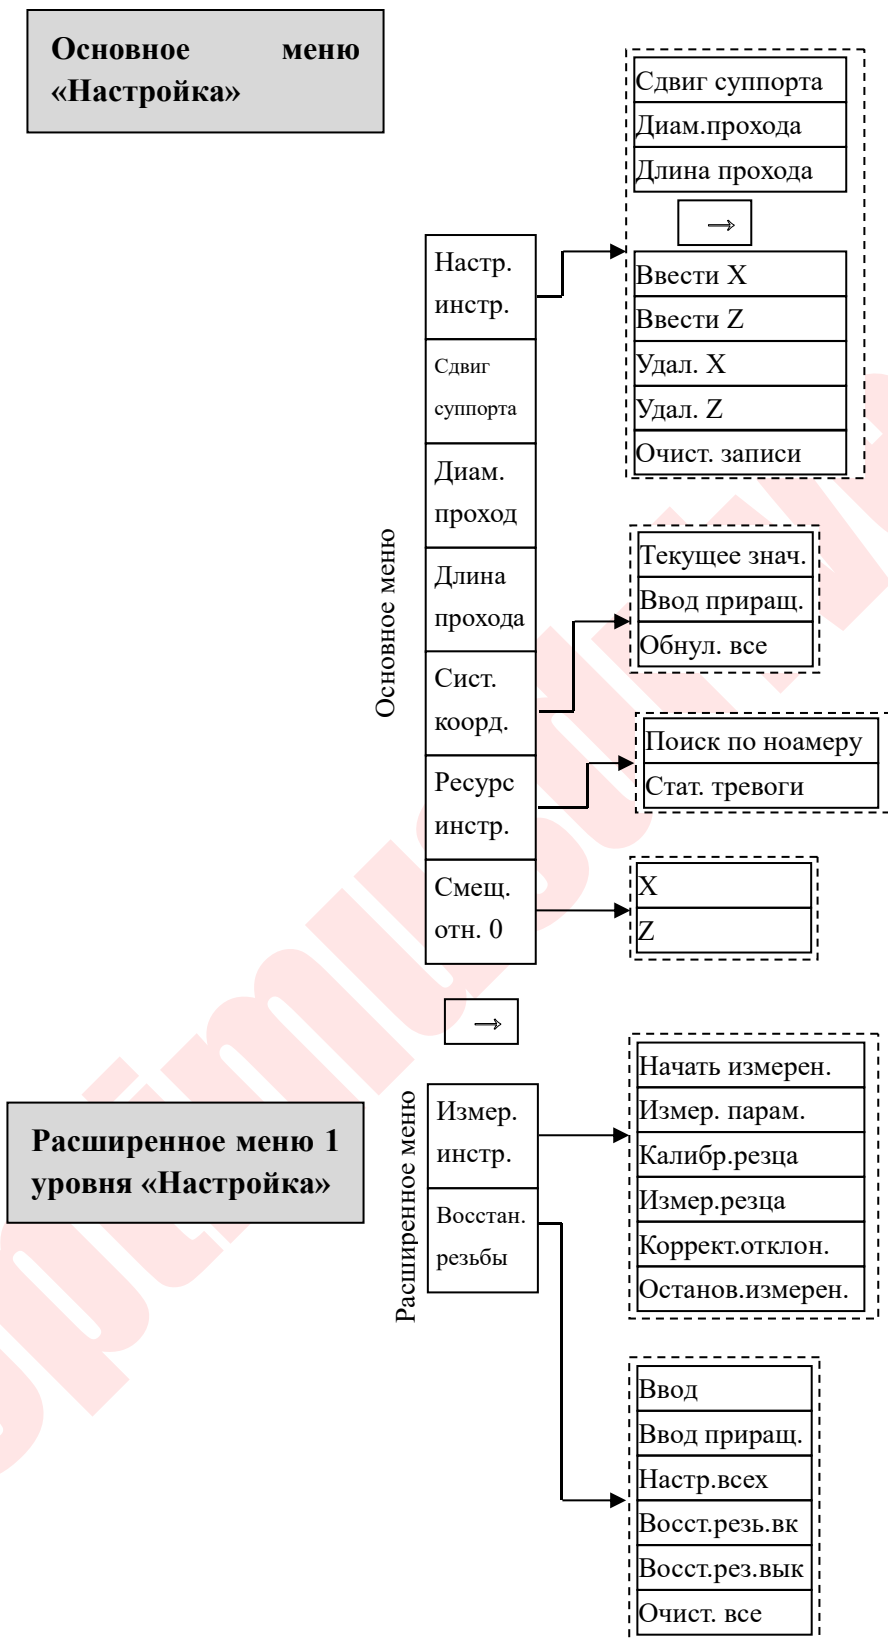 Основное меню
«Настройка»
Сдвиг суппорта
Диам.прохода
Длина прохода
→
Ввести X
Ввести Z
Удал. X
Удал. Z
Очист. записи
Основное меню
Настр.
инстр.
Сдвиг
суппорта
Диам.
проход
Длина
прохода
Сист.
коорд.
Ресурс
инстр.
Смещ.
отн. 0
Текущее знач.
Ввод приращ.
Обнул. все
Поиск по ноамеру
Стат. тревоги
X
Z
→
Расширенное меню 1
уровня «Настройка»
Расширенное меню
Измер.
инстр.
Восстан.
резьбы
Начать измерен.
Измер. парам.
Калибр.резца
Измер.резца
Коррект.отклон.
Останов.измерен.
Ввод
Ввод приращ.
Настр.всех
Восст.резь.вк
Восст.рез.вык
Очист. все